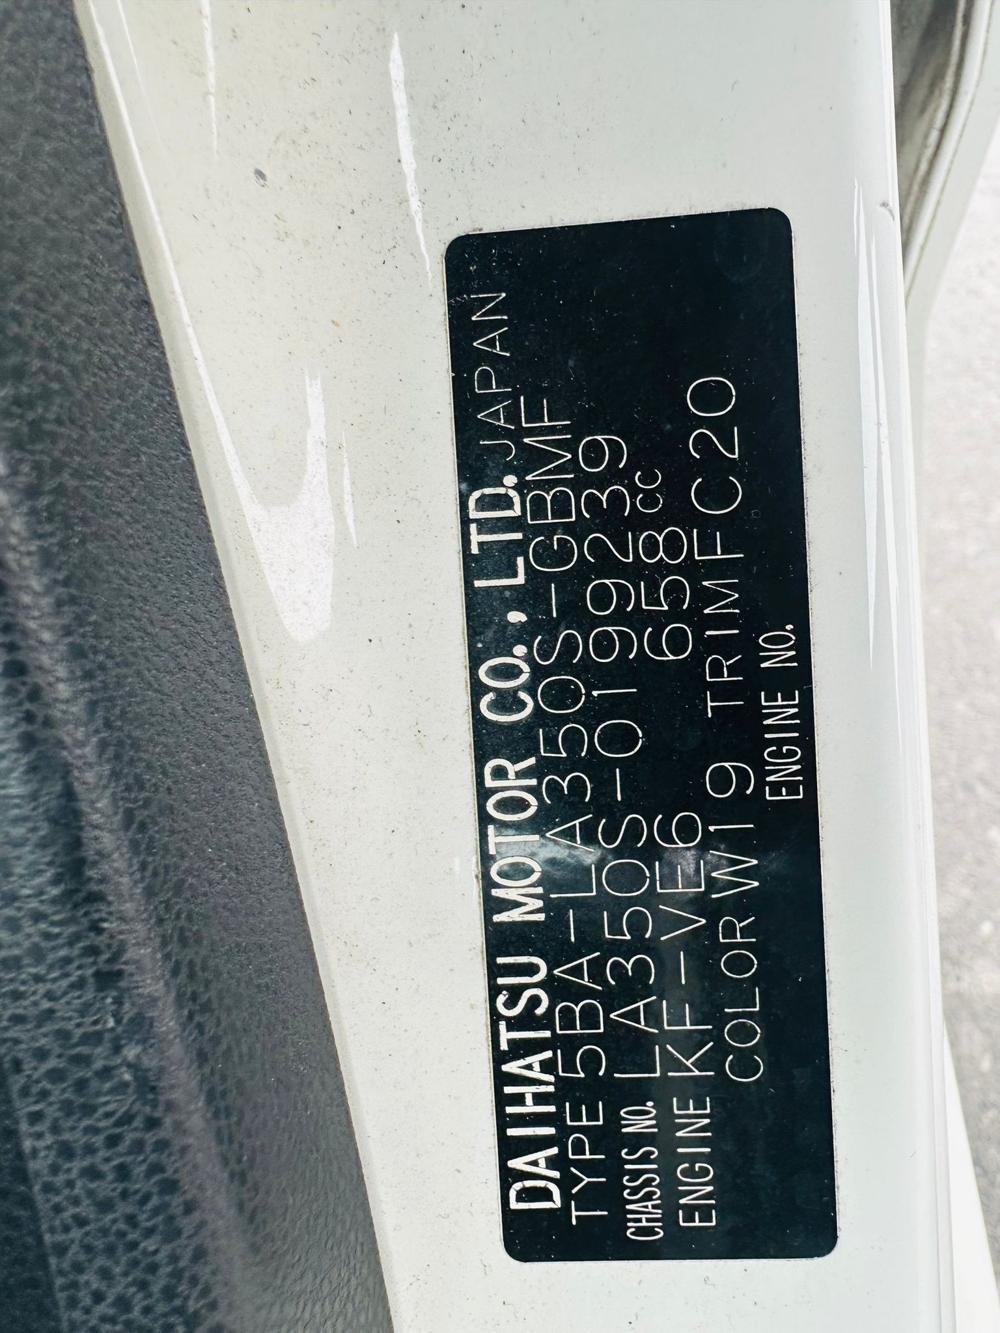 DAIHATSU MOTOR CO., LTD. JAPAN
TYPE 5BA-LA350S-GBMF
CHASSIS NO. LA350S-0199239
ENGINE KF-VE6 658cc
COLOR W19 TRIM FC20
ENGINE NO.